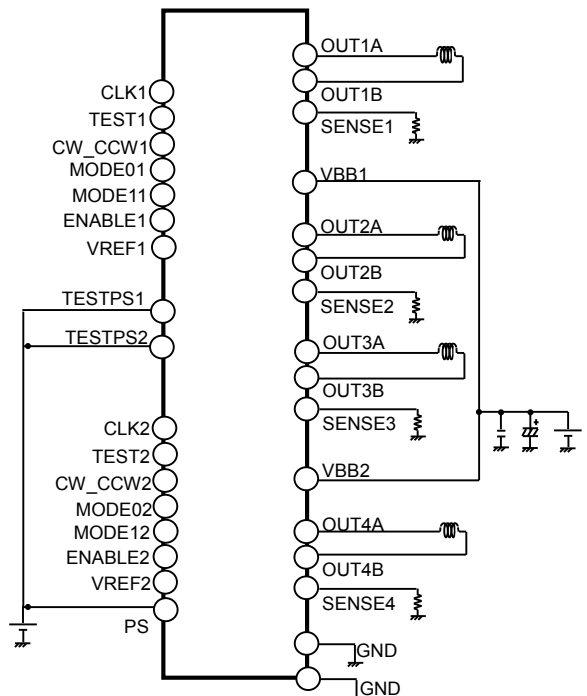 CLK1
TEST1
CW_CCW1
MODE01
MODE11
ENABLE1
VREF1
TESTPS1
TESTPS2
CLK2
TEST2
CW_CCW2
MODE02
MODE12
ENABLE2
VREF2
PS
OUT1A
OUT1B
SENSE1
VBB1
OUT2A
OUT2B
SENSE2
OUT3A
OUT3B
SENSE3
VBB2
OUT4A
OUT4B
SENSE4
GND
GND
+